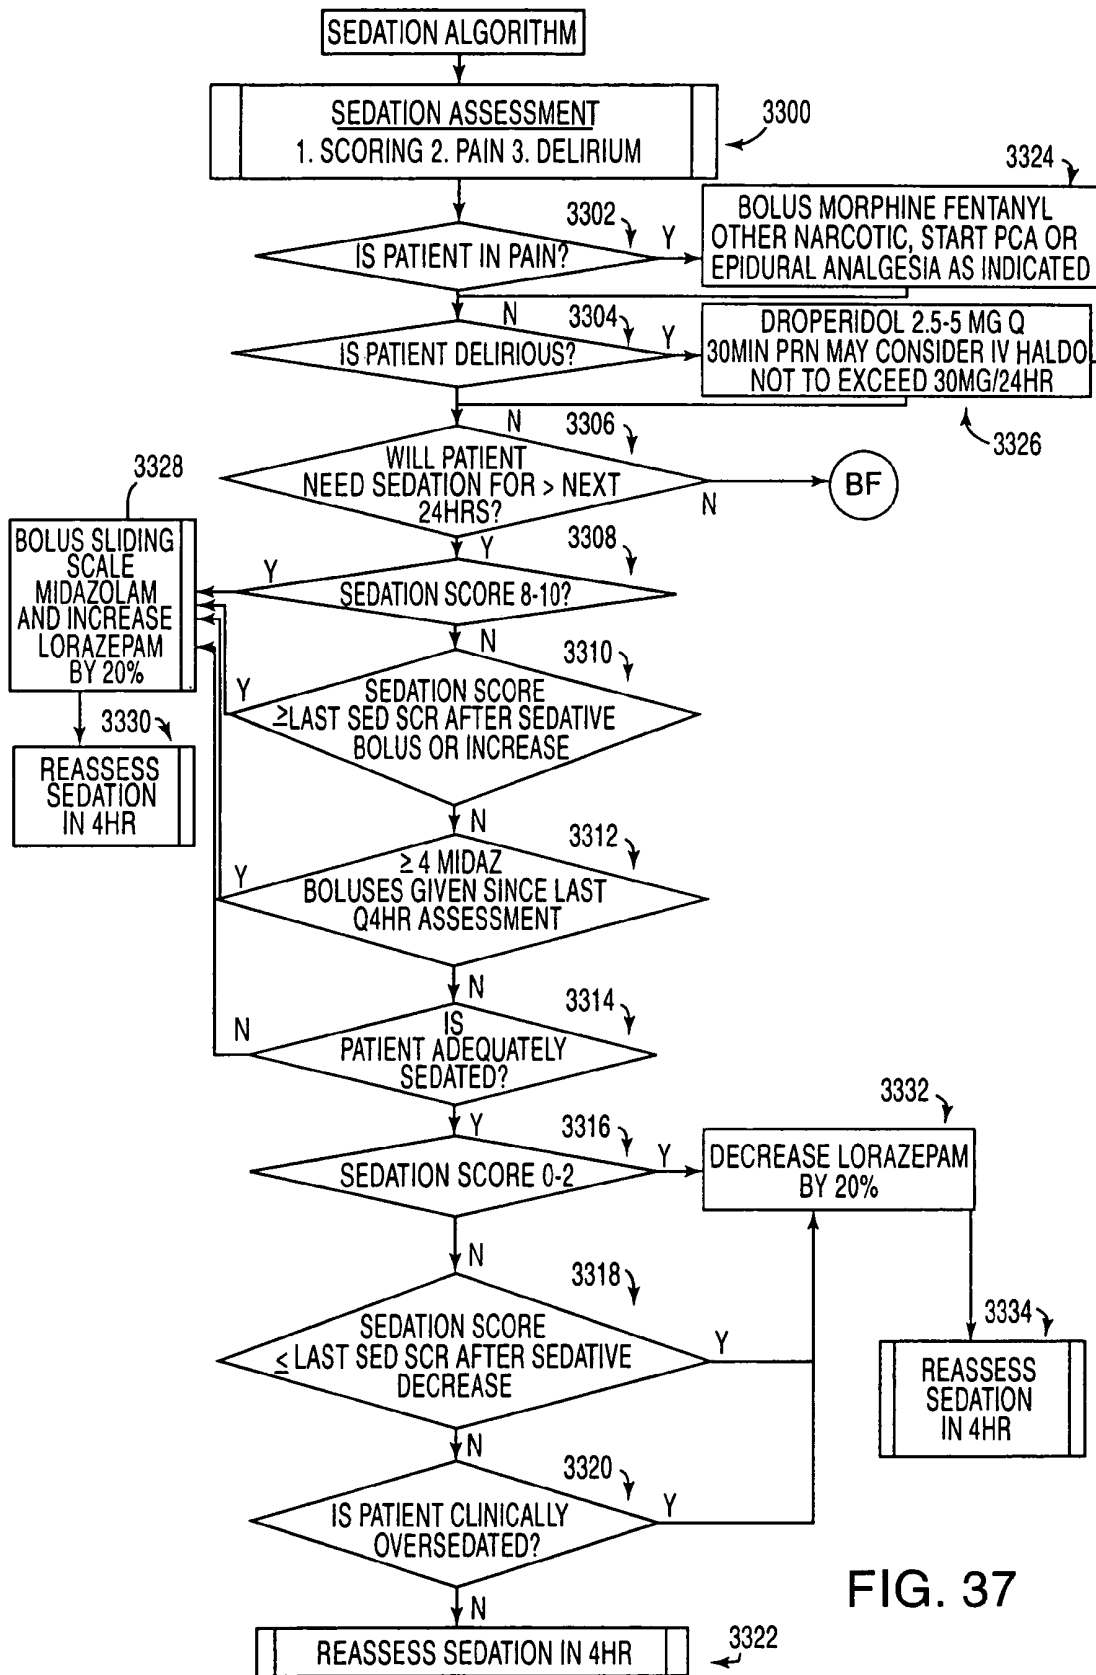 SEDATION ALGORITHM
SEDATION ASSESSMENT
1. SCORING 2. PAIN 3. DELIRIUM
3300
3302
IS PATIENT IN PAIN?
Y
3324
BOLUS MORPHINE FENTANYL
OTHER NARCOTIC, START PCA OR
EPIDURAL ANALGESIA AS INDICATED
N
3304
IS PATIENT DELIRIOUS?
Y
DROPERIDOL 2.5-5 MG Q
30MIN PRN MAY CONSIDER IV HALDOL
NOT TO EXCEED 30MG/24HR
3326
N
3306
WILL PATIENT
NEED SEDATION FOR > NEXT
24HRS?
N
BF
Y
3328
BOLUS SLIDING
SCALE
MIDAZOLAM
AND INCREASE
LORAZEPAM
BY 20%
3308
Y
SEDATION SCORE 8-10?
N
3330
REASSESS
SEDATION
IN 4HR
3310
Y
SEDATION SCORE
≥LAST SED SCR AFTER SEDATIVE
BOLUS OR INCREASE
N
3312
Y
≥ 4 MIDAZ
BOLUSES GIVEN SINCE LAST
Q4HR ASSESSMENT
N
3314
N
IS
PATIENT ADEQUATELY
SEDATED?
Y
3316
SEDATION SCORE 0-2
Y
3332
DECREASE LORAZEPAM
BY 20%
N
3318
SEDATION SCORE
≤ LAST SED SCR AFTER SEDATIVE
DECREASE
Y
3334
REASSESS
SEDATION
IN 4HR
N
3320
IS PATIENT CLINICALLY
OVERSEDATED?
Y
N
REASSESS SEDATION IN 4HR
3322
FIG. 37